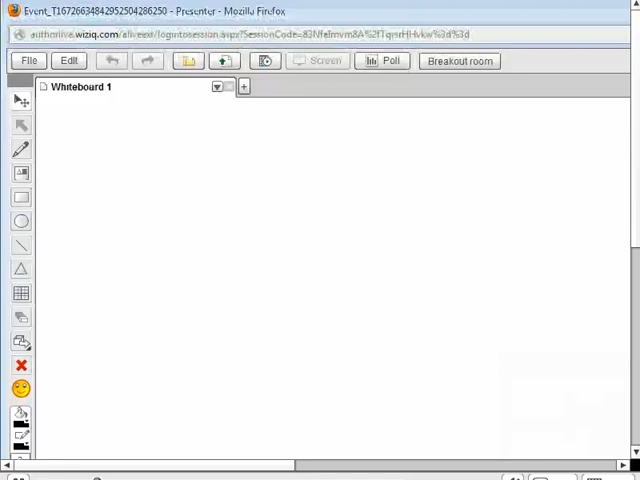 Event_T16726634842952504286250 - Presenter - Mozilla Firefox
File Edit Screen Poll Breakout room
Whiteboard 1